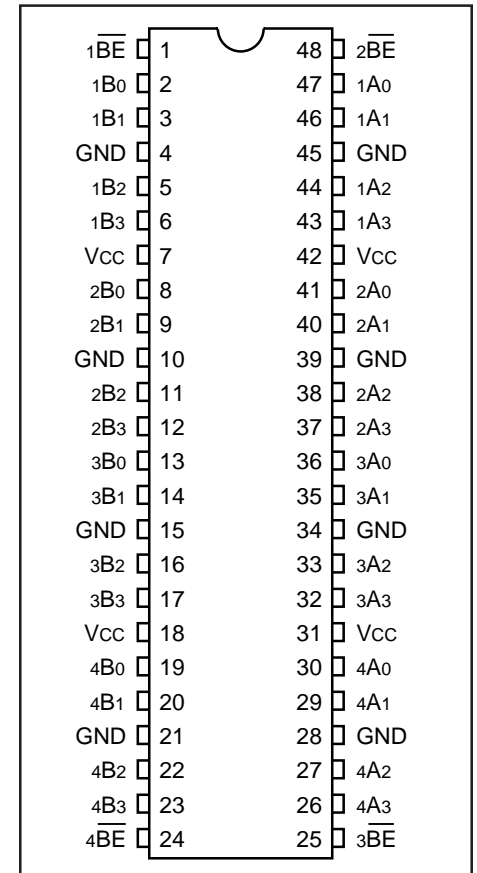 1B̅E̅ 1 48 2B̅E̅
1B0 2 47 1A0
1B1 3 46 1A1
GND 4 45 GND
1B2 5 44 1A2
1B3 6 43 1A3
VCC 7 42 VCC
2B0 8 41 2A0
2B1 9 40 2A1
GND 10 39 GND
2B2 11 38 2A2
2B3 12 37 2A3
3B0 13 36 3A0
3B1 14 35 3A1
GND 15 34 GND
3B2 16 33 3A2
3B3 17 32 3A3
VCC 18 31 VCC
4B0 19 30 4A0
4B1 20 29 4A1
GND 21 28 GND
4B2 22 27 4A2
4B3 23 26 4A3
4B̅E̅ 24 25 3B̅E̅